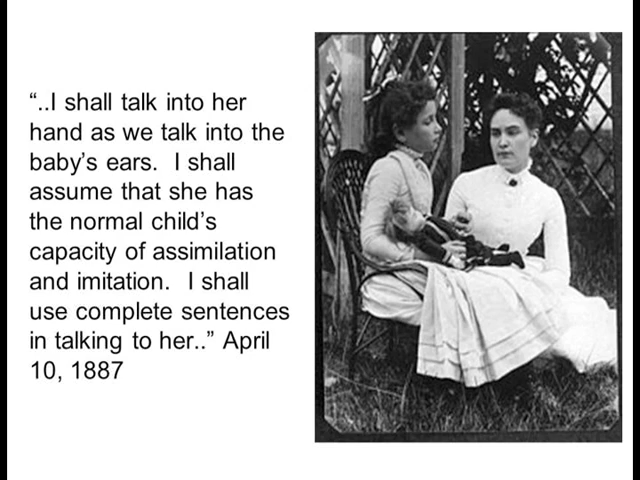 “..I shall talk into her
hand as we talk into the
baby’s ears.  I shall
assume that she has
the normal child’s
capacity of assimilation
and imitation.  I shall
use complete sentences
in talking to her..” April
10, 1887